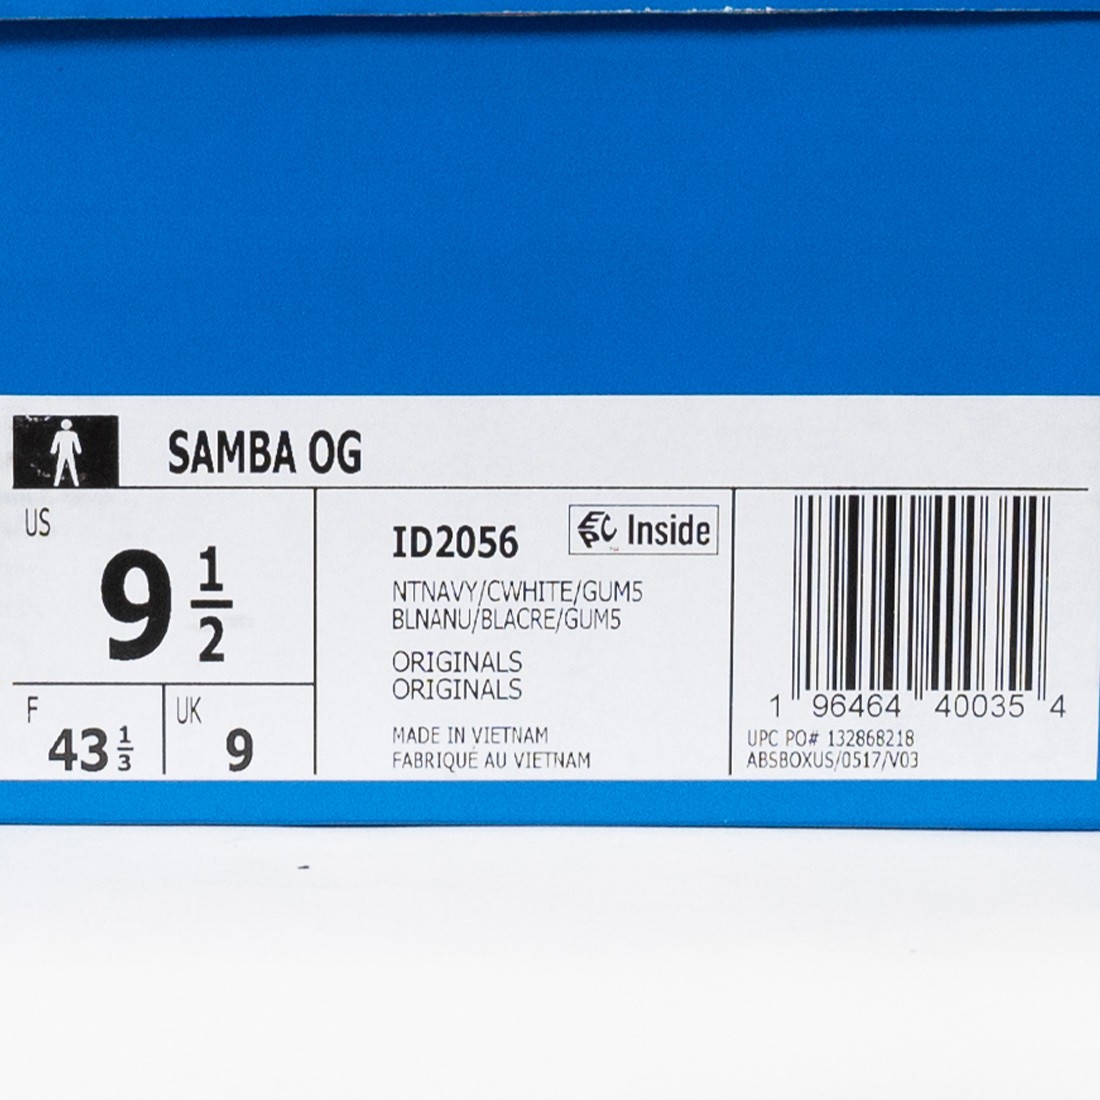 SAMBA OG
US
9 1/2
F
43 1/3
UK
9
ID2056
EPC Inside
NTNAVY/CWHITE/GUM5
BLNANU/BLACRE/GUM5
ORIGINALS
ORIGINALS
MADE IN VIETNAM
FABRIQUÉ AU VIETNAM
1 96464 40035 4
UPC PO# 132868218
ABSBOXUS/0517/V03